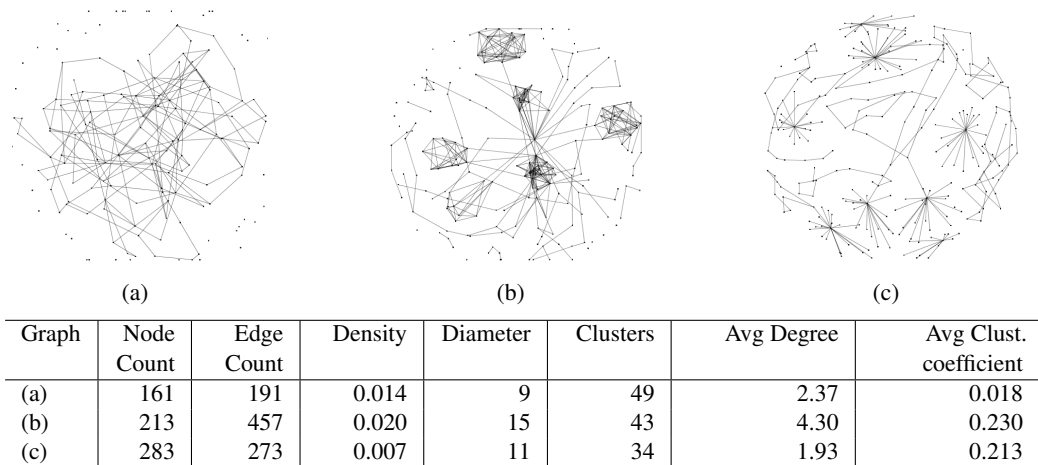 (a) (b) (c)
Graph Node Edge Density Diameter Clusters Avg Degree Avg Clust.
Count Count coefficient
(a) 161 191 0.014 9 49 2.37 0.018
(b) 213 457 0.020 15 43 4.30 0.230
(c) 283 273 0.007 11 34 1.93 0.213